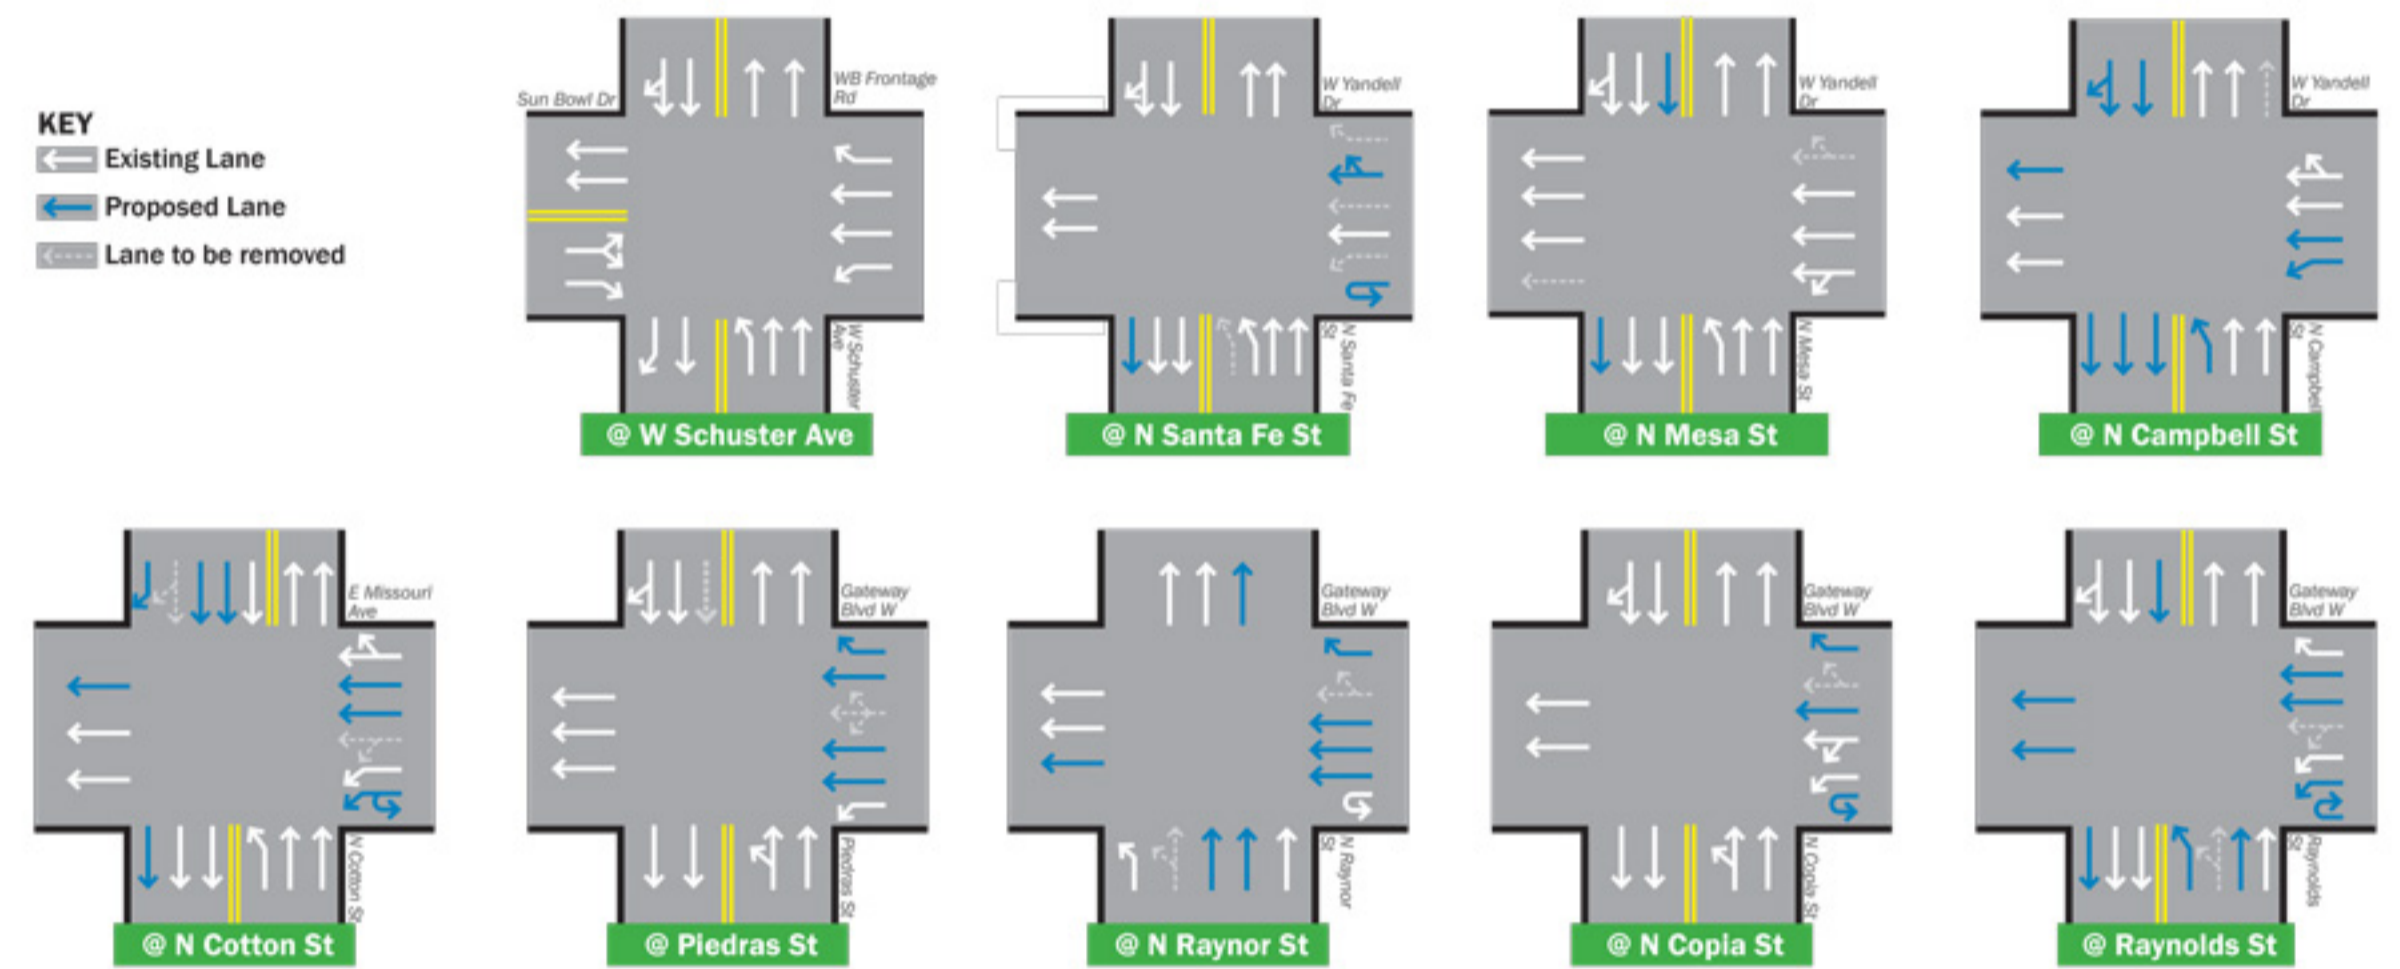 KEY
Existing Lane
Proposed Lane
Lane to be removed
Sun Bowl Dr
WB Frontage
Rd
W Schuster
Ave
@ W Schuster Ave
W Yandell
Dr
N Santa Fe
St
@ N Santa Fe St
W Yandell
Dr
N Mesa St
@ N Mesa St
W Yandell
Dr
N Campbell
St
@ N Campbell St
E Missouri
Ave
N Cotton St
@ N Cotton St
Gateway
Blvd W
Piedras St
@ Piedras St
Gateway
Blvd W
N Raynor
St
@ N Raynor St
Gateway
Blvd W
N Copia St
@ N Copia St
Gateway
Blvd W
Raynolds
St
@ Raynolds St